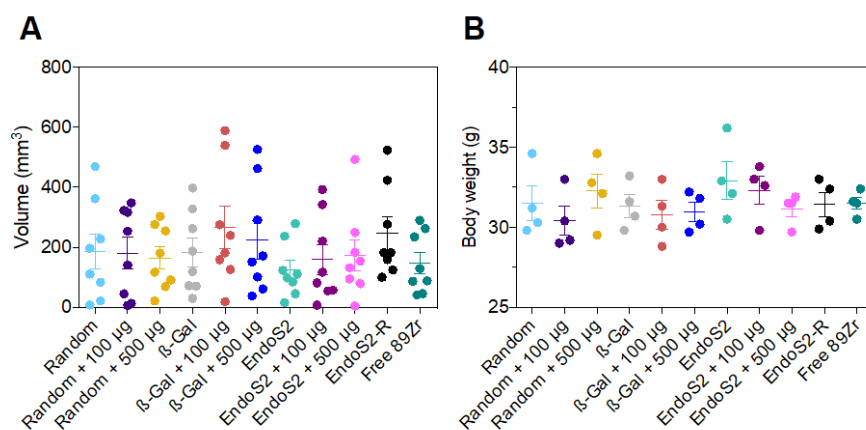 A
Volume (mm³)
800
600
400
200
0
Random
Random + 100 µg
Random + 500 µg
ß-Gal
ß-Gal + 100 µg
ß-Gal + 500 µg
EndoS2
EndoS2 + 100 µg
EndoS2 + 500 µg
EndoS2-R
Free 89Zr
B
Body weight (g)
40
35
30
25
Random
Random + 100 µg
Random + 500 µg
ß-Gal
ß-Gal + 100 µg
ß-Gal + 500 µg
EndoS2
EndoS2 + 100 µg
EndoS2 + 500 µg
EndoS2-R
Free 89Zr